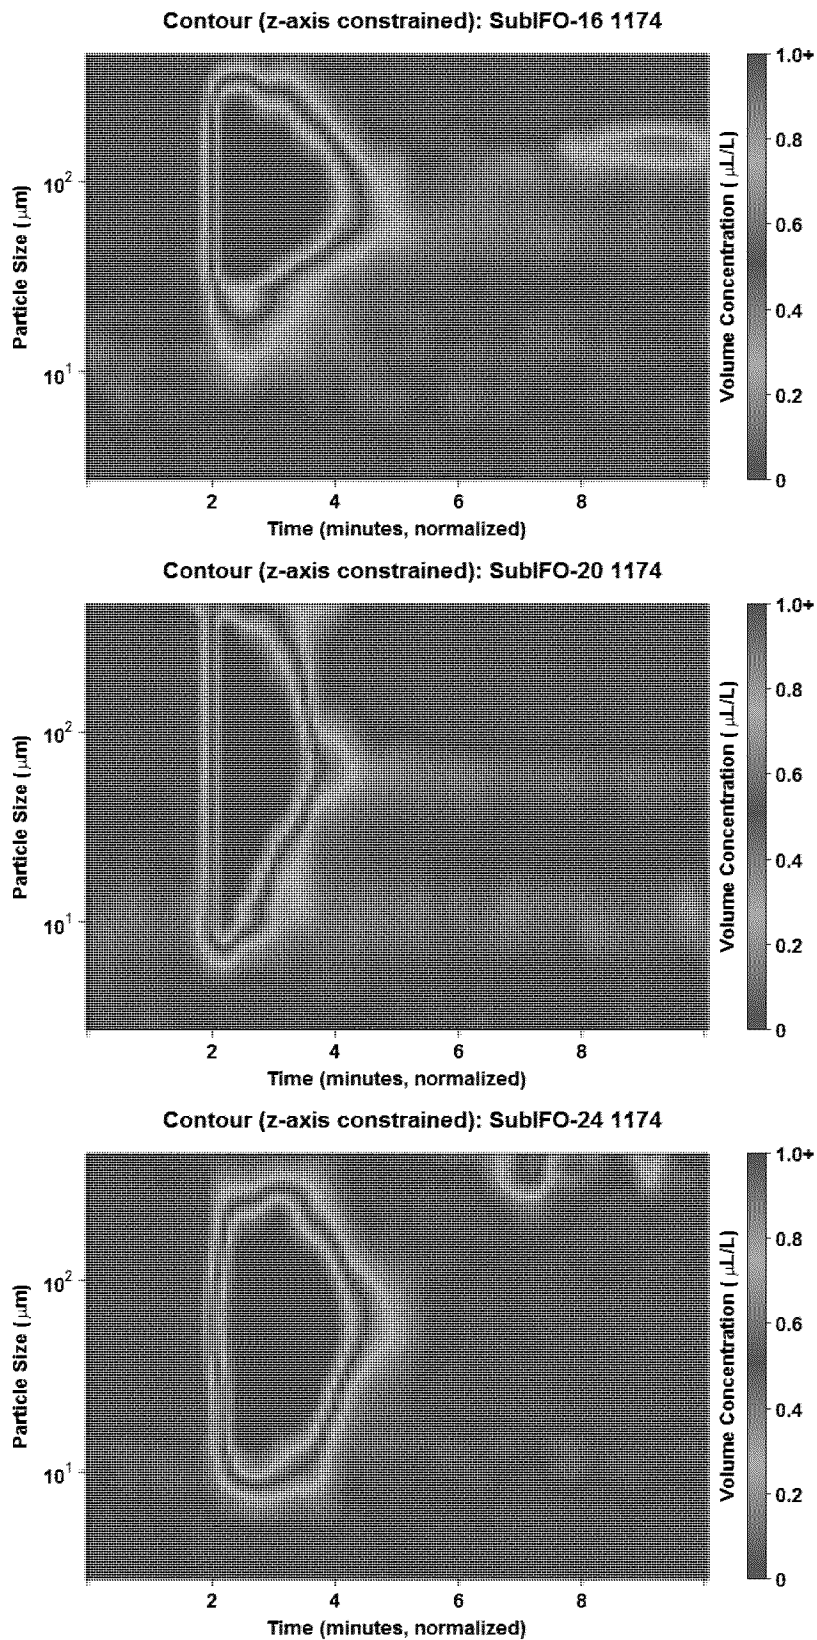 Contour (z-axis constrained): SubIFO-16 1174
Particle Size (μm)
10²
10¹
2 4 6 8
Time (minutes, normalized)
Volume Concentration ( μL/L)
1.0+
0.8
0.6
0.4
0.2
0
Contour (z-axis constrained): SubIFO-20 1174
Particle Size (μm)
10²
10¹
2 4 6 8
Time (minutes, normalized)
Volume Concentration ( μL/L)
1.0+
0.8
0.6
0.4
0.2
0
Contour (z-axis constrained): SubIFO-24 1174
Particle Size (μm)
10²
10¹
2 4 6 8
Time (minutes, normalized)
Volume Concentration ( μL/L)
1.0+
0.8
0.6
0.4
0.2
0